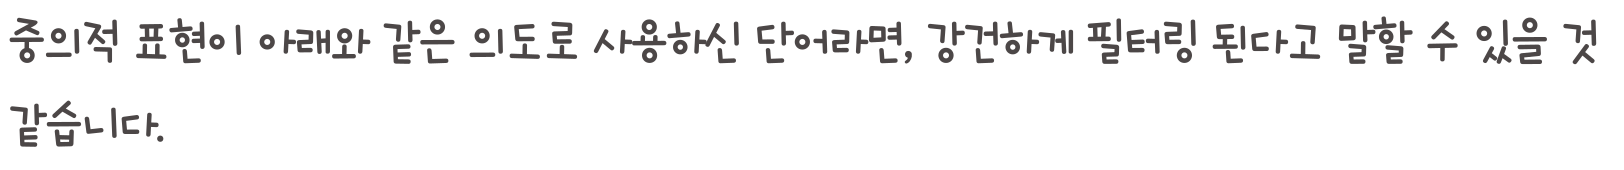 중의적 표현이 아래와 같은 의도로 사용하신 단어라면, 강건하게 필터링 된다고 말할 수 있을 것
같습니다.